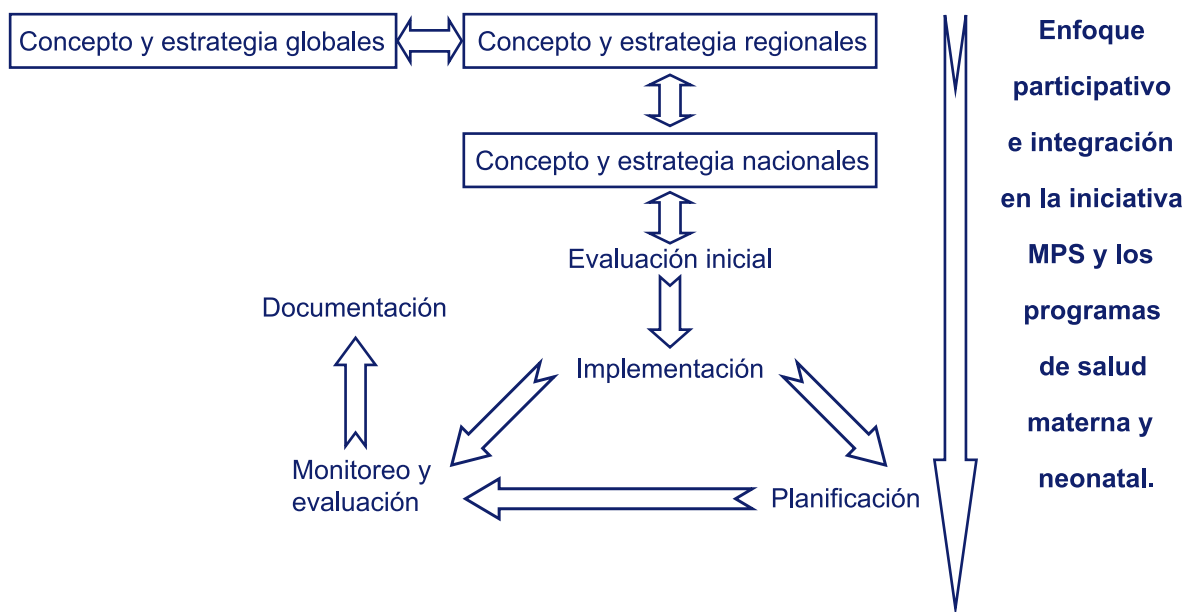 Concepto y estrategia globales
Concepto y estrategia regionales
Concepto y estrategia nacionales
Evaluación inicial
Documentación
Implementación
Monitoreo y
evaluación
Planificación
Enfoque
participativo
e integración
en la iniciativa
MPS y los
programas
de salud
materna y
neonatal.